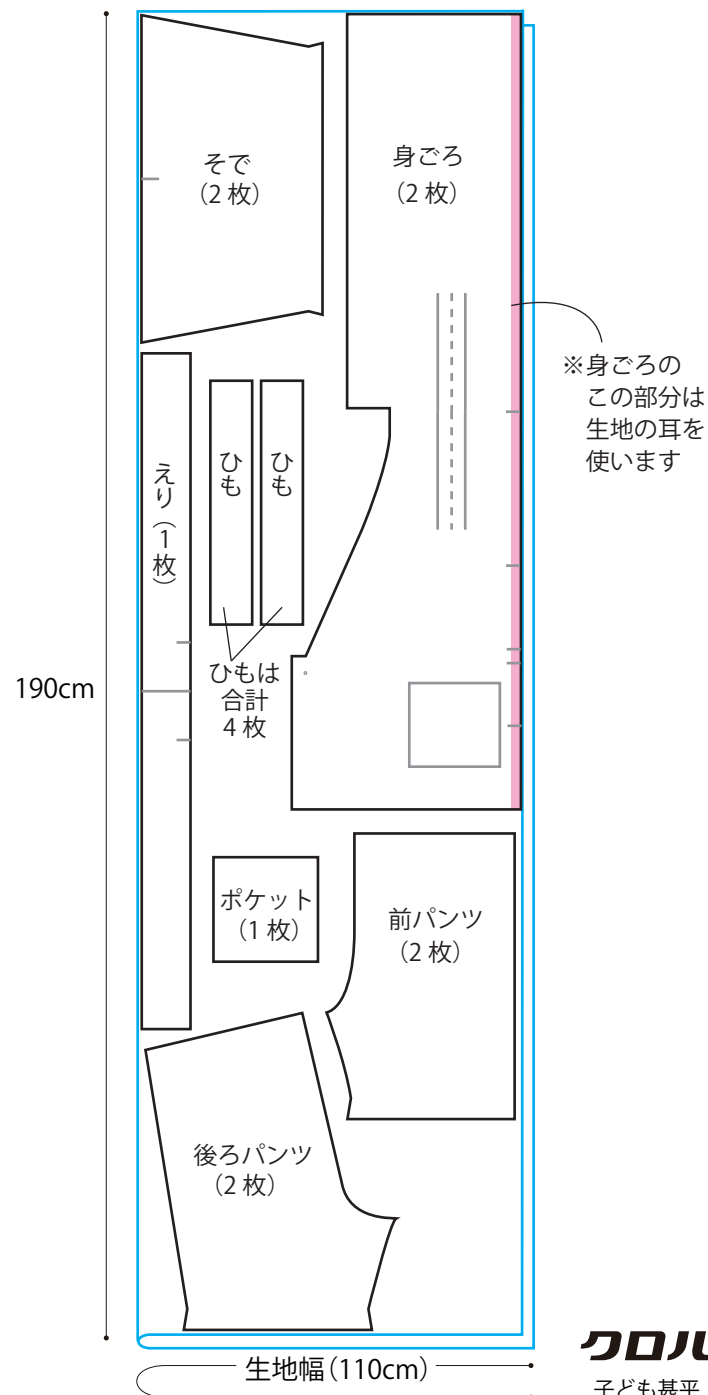 そで
（2 枚）
身ごろ
（2 枚）
※身ごろの
この部分は
生地の耳を
使います
えり（1枚）
ひも
ひも
ひもは
合計
4 枚
190cm
ポケット
（1 枚）
前パンツ
（2 枚）
後ろパンツ
（2 枚）
生地幅（110cm）
子ども甚平